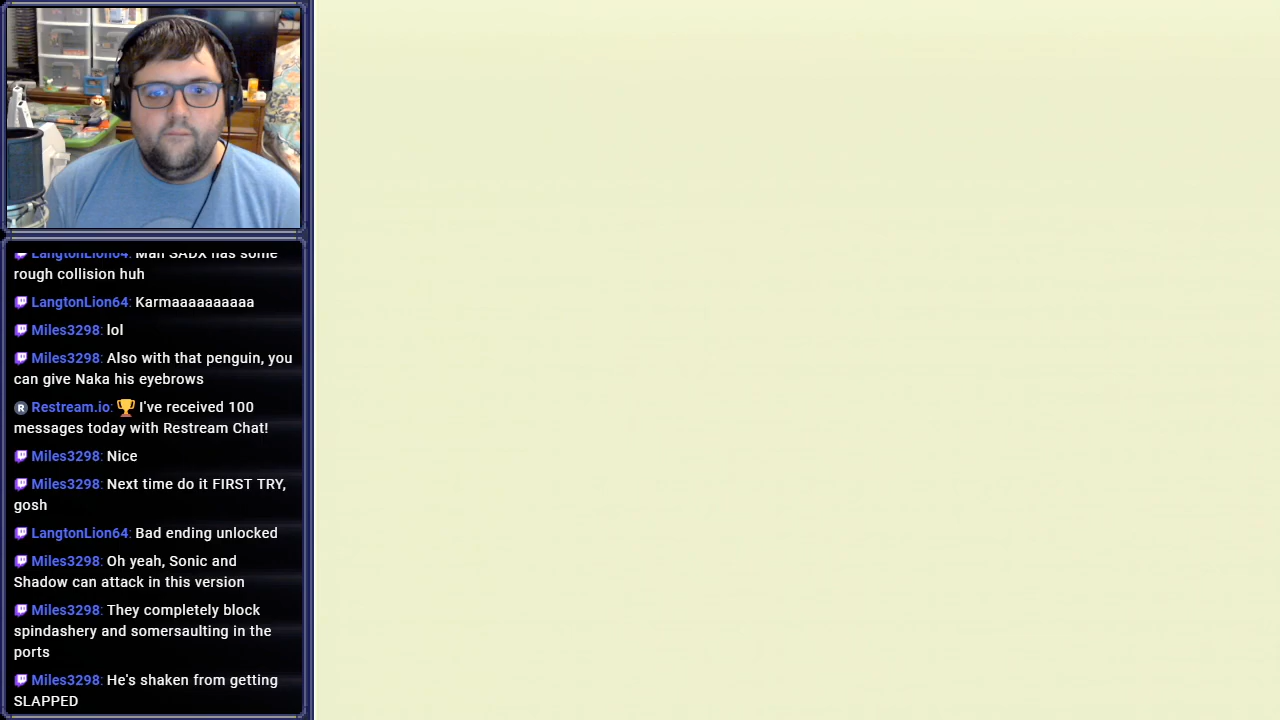 LangtonLion64: Man SADX has some
rough collision huh
LangtonLion64: Karmaaaaaaaaaa
Miles3298: lol
Miles3298: Also with that penguin, you
can give Naka his eyebrows
Restream.io: 🏆 I've received 100
messages today with Restream Chat!
Miles3298: Nice
Miles3298: Next time do it FIRST TRY,
gosh
LangtonLion64: Bad ending unlocked
Miles3298: Oh yeah, Sonic and
Shadow can attack in this version
Miles3298: They completely block
spindashery and somersaulting in the
ports
Miles3298: He's shaken from getting
SLAPPED